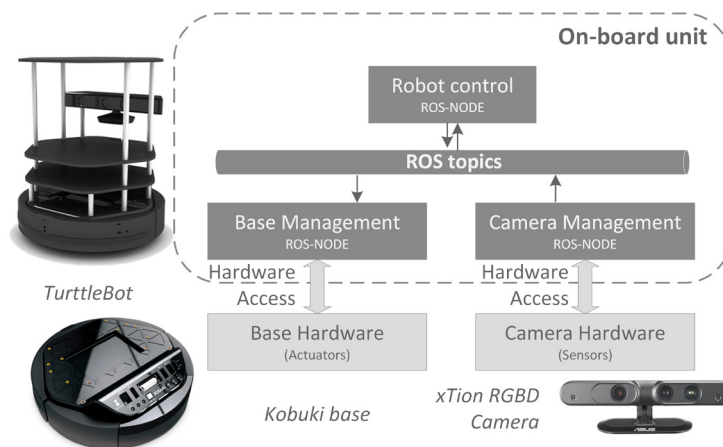 On-board unit
Robot control
ROS-NODE
ROS topics
Base Management
ROS-NODE
Camera Management
ROS-NODE
Hardware
Access
Hardware
Access
TurttleBot
Base Hardware
(Actuators)
Camera Hardware
(Sensors)
Kobuki base
xTion RGBD
Camera
ASUS